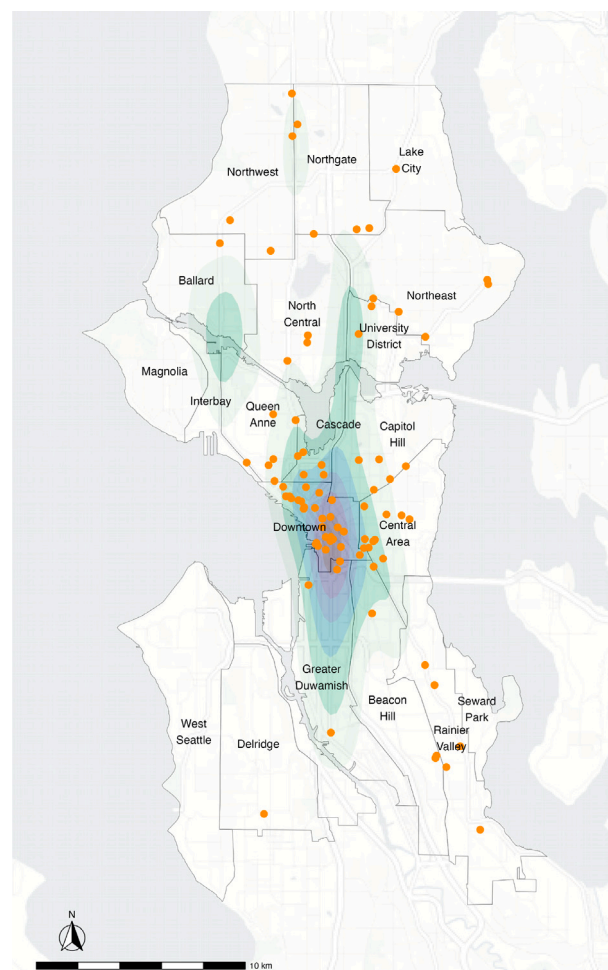 Lake
City
Northgate
Northwest
Ballard
Northeast
North
Central
University
District
Magnolia
Interbay
Queen
Anne
Cascade
Capitol
Hill
Downtown
Central
Area
Greater
Duwamish
Beacon
Hill
Seward
Park
West
Seattle
Delridge
Rainier
Valley
N
10 km